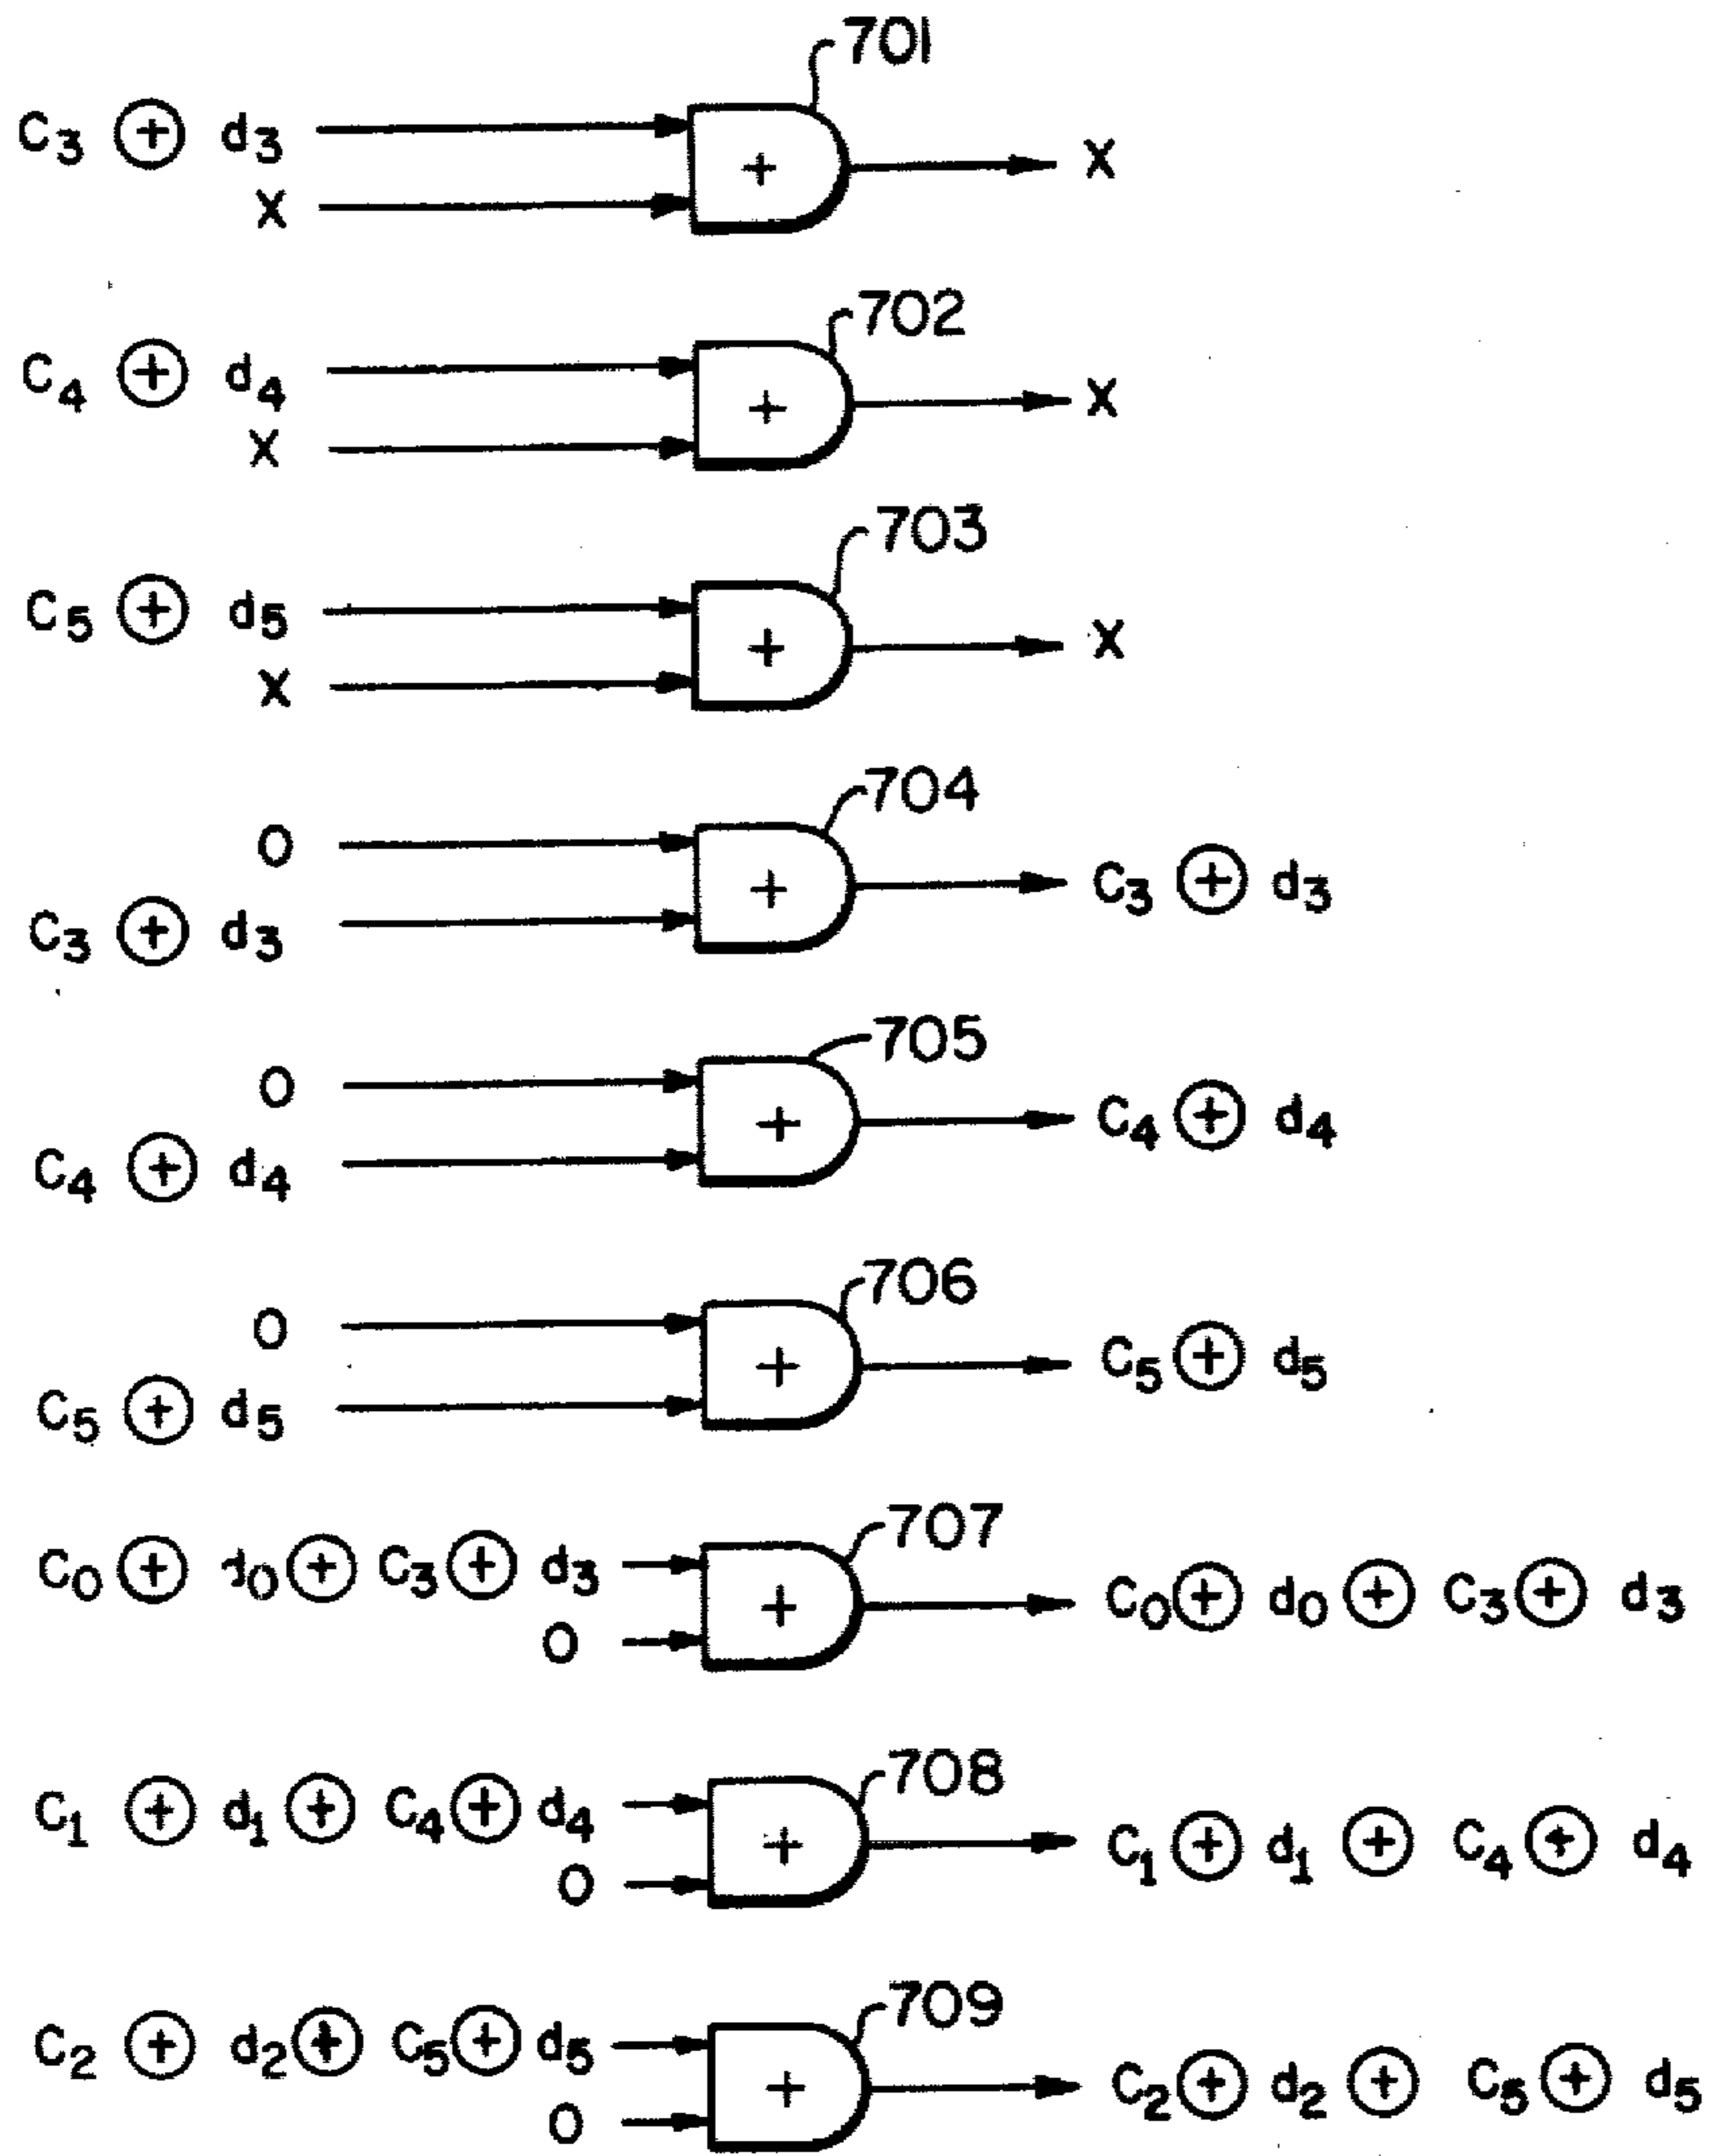 701
C₃ ⊕ d₃
X
+
X
702
C₄ ⊕ d₄
X
+
X
703
C₅ ⊕ d₅
X
+
X
704
0
C₃ ⊕ d₃
+
C₃ ⊕ d₃
705
0
C₄ ⊕ d₄
+
C₄ ⊕ d₄
706
0
C₅ ⊕ d₅
+
C₅ ⊕ d₅
707
C₀ ⊕ d₀ ⊕ C₃ ⊕ d₃
0
+
C₀ ⊕ d₀ ⊕ C₃ ⊕ d₃
708
C₁ ⊕ d₁ ⊕ C₄ ⊕ d₄
0
+
C₁ ⊕ d₁ ⊕ C₄ ⊕ d₄
709
C₂ ⊕ d₂ ⊕ C₅ ⊕ d₅
0
+
C₂ ⊕ d₂ ⊕ C₅ ⊕ d₅